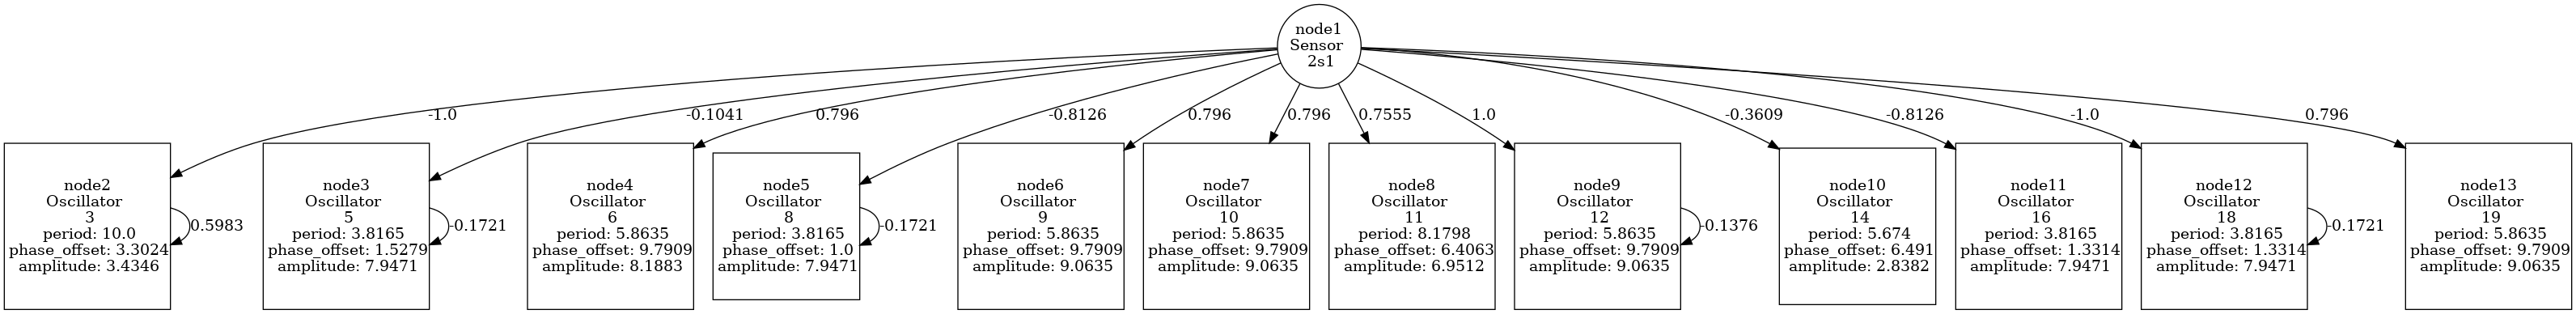 node1
Sensor
2s1
-1.0
-0.1041
0.796
-0.8126
0.796
0.796
0.7555
1.0
-0.3609
-0.8126
-1.0
0.796
node2
Oscillator
3
period: 10.0
phase_offset: 3.3024
amplitude: 3.4346
0.5983
node3
Oscillator
5
period: 3.8165
phase_offset: 1.5279
amplitude: 7.9471
-0.1721
node4
Oscillator
6
period: 5.8635
phase_offset: 9.7909
amplitude: 8.1883
node5
Oscillator
8
period: 3.8165
phase_offset: 1.0
amplitude: 7.9471
-0.1721
node6
Oscillator
9
period: 5.8635
phase_offset: 9.7909
amplitude: 9.0635
node7
Oscillator
10
period: 5.8635
phase_offset: 9.7909
amplitude: 9.0635
node8
Oscillator
11
period: 8.1798
phase_offset: 6.4063
amplitude: 6.9512
node9
Oscillator
12
period: 5.8635
phase_offset: 9.7909
amplitude: 9.0635
-0.1376
node10
Oscillator
14
period: 5.674
phase_offset: 6.491
amplitude: 2.8382
node11
Oscillator
16
period: 3.8165
phase_offset: 1.3314
amplitude: 7.9471
node12
Oscillator
18
period: 3.8165
phase_offset: 1.3314
amplitude: 7.9471
-0.1721
node13
Oscillator
19
period: 5.8635
phase_offset: 9.7909
amplitude: 9.0635